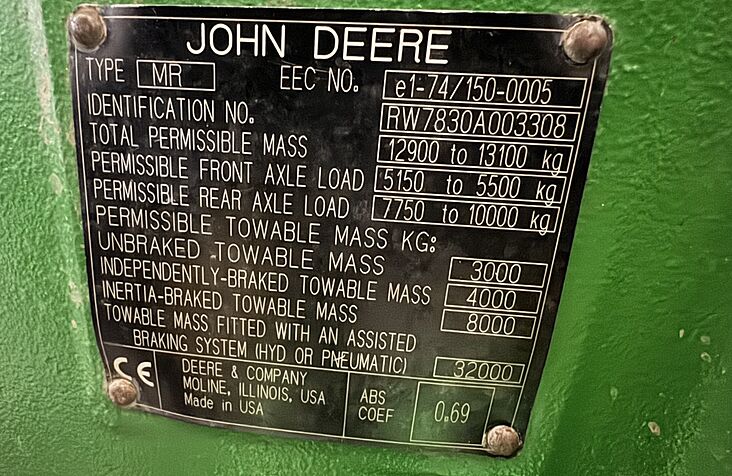 JOHN DEERE
TYPE MR EEC NO. e1-74/150-0005
IDENTIFICATION NO. RW7830A003308
TOTAL PERMISSIBLE MASS 12900 to 13100 kg
PERMISSIBLE FRONT AXLE LOAD 5150 to 5500 kg
PERMISSIBLE REAR AXLE LOAD 7750 to 10000 kg
PERMISSIBLE TOWABLE MASS KG:
UNBRAKED TOWABLE MASS 3000
INDEPENDENTLY-BRAKED TOWABLE MASS 4000
INERTIA-BRAKED TOWABLE MASS 8000
TOWABLE MASS FITTED WITH AN ASSISTED
BRAKING SYSTEM (HYD OR PNEUMATIC) 32000
CE
DEERE & COMPANY
MOLINE, ILLINOIS, USA
Made in USA
ABS
COEF 0.69